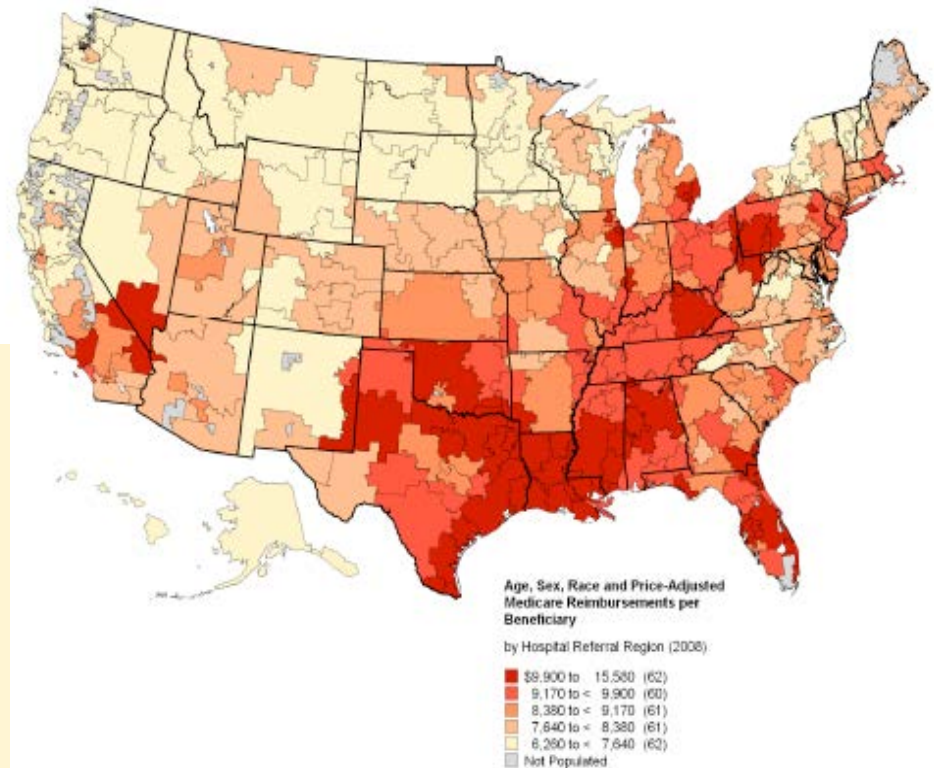 Age, Sex, Race and Price-Adjusted
Medicare Reimbursements per
Beneficiary
by Hospital Referral Region (2008)
$9,900 to 15,580 (62)
9,170 to < 9,900 (60)
8,380 to < 9,170 (61)
7,640 to < 8,380 (61)
6,260 to < 7,640 (62)
Not Populated